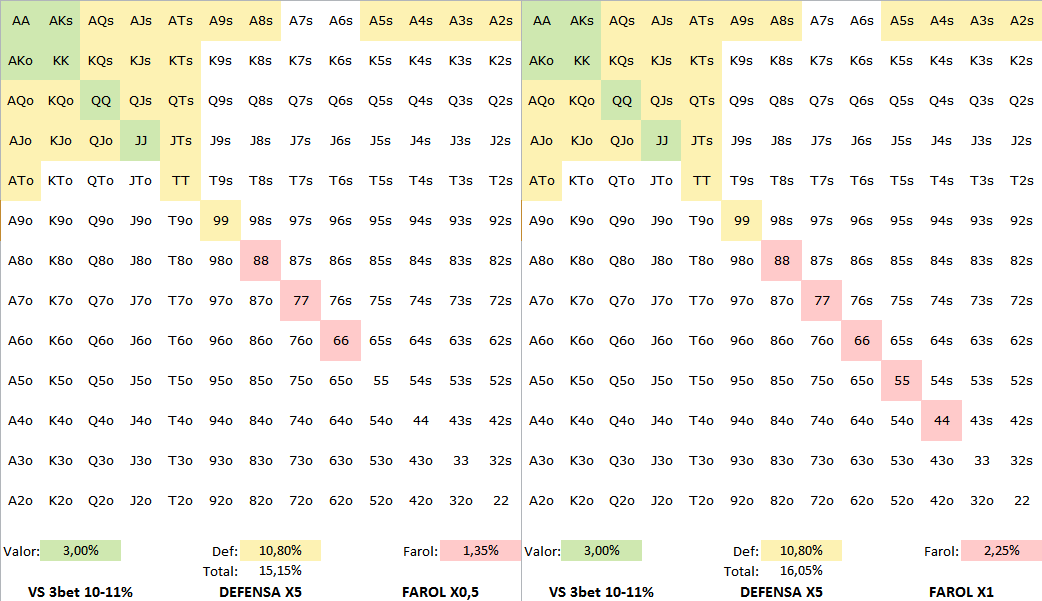 AA AKs AQs AJs ATs A9s A8s A7s A6s A5s A4s A3s A2s AA AKs AQs AJs ATs A9s A8s A7s A6s A5s A4s A3s A2s
AKo KK KQs KJs KTs K9s K8s K7s K6s K5s K4s K3s K2s AKo KK KQs KJs KTs K9s K8s K7s K6s K5s K4s K3s K2s
AQo KQo QQ QJs QTs Q9s Q8s Q7s Q6s Q5s Q4s Q3s Q2s AQo KQo QQ QJs QTs Q9s Q8s Q7s Q6s Q5s Q4s Q3s Q2s
AJo KJo QJo JJ JTs J9s J8s J7s J6s J5s J4s J3s J2s AJo KJo QJo JJ JTs J9s J8s J7s J6s J5s J4s J3s J2s
ATo KTo QTo JTo TT T9s T8s T7s T6s T5s T4s T3s T2s ATo KTo QTo JTo TT T9s T8s T7s T6s T5s T4s T3s T2s
A9o K9o Q9o J9o T9o 99 98s 97s 96s 95s 94s 93s 92s A9o K9o Q9o J9o T9o 99 98s 97s 96s 95s 94s 93s 92s
A8o K8o Q8o J8o T8o 98o 88 87s 86s 85s 84s 83s 82s A8o K8o Q8o J8o T8o 98o 88 87s 86s 85s 84s 83s 82s
A7o K7o Q7o J7o T7o 97o 87o 77 76s 75s 74s 73s 72s A7o K7o Q7o J7o T7o 97o 87o 77 76s 75s 74s 73s 72s
A6o K6o Q6o J6o T6o 96o 86o 76o 66 65s 64s 63s 62s A6o K6o Q6o J6o T6o 96o 86o 76o 66 65s 64s 63s 62s
A5o K5o Q5o J5o T5o 95o 85o 75o 65o 55 54s 53s 52s A5o K5o Q5o J5o T5o 95o 85o 75o 65o 55 54s 53s 52s
A4o K4o Q4o J4o T4o 94o 84o 74o 64o 54o 44 43s 42s A4o K4o Q4o J4o T4o 94o 84o 74o 64o 54o 44 43s 42s
A3o K3o Q3o J3o T3o 93o 83o 73o 63o 53o 43o 33 32s A3o K3o Q3o J3o T3o 93o 83o 73o 63o 53o 43o 33 32s
A2o K2o Q2o J2o T2o 92o 82o 72o 62o 52o 42o 32o 22 A2o K2o Q2o J2o T2o 92o 82o 72o 62o 52o 42o 32o 22
Valor: 3,00% Def: 10,80% Farol: 1,35% Valor: 3,00% Def: 10,80% Farol: 2,25%
Total: 15,15% Total: 16,05%
VS 3bet 10-11% DEFENSA X5 FAROL X0,5 VS 3bet 10-11% DEFENSA X5 FAROL X1